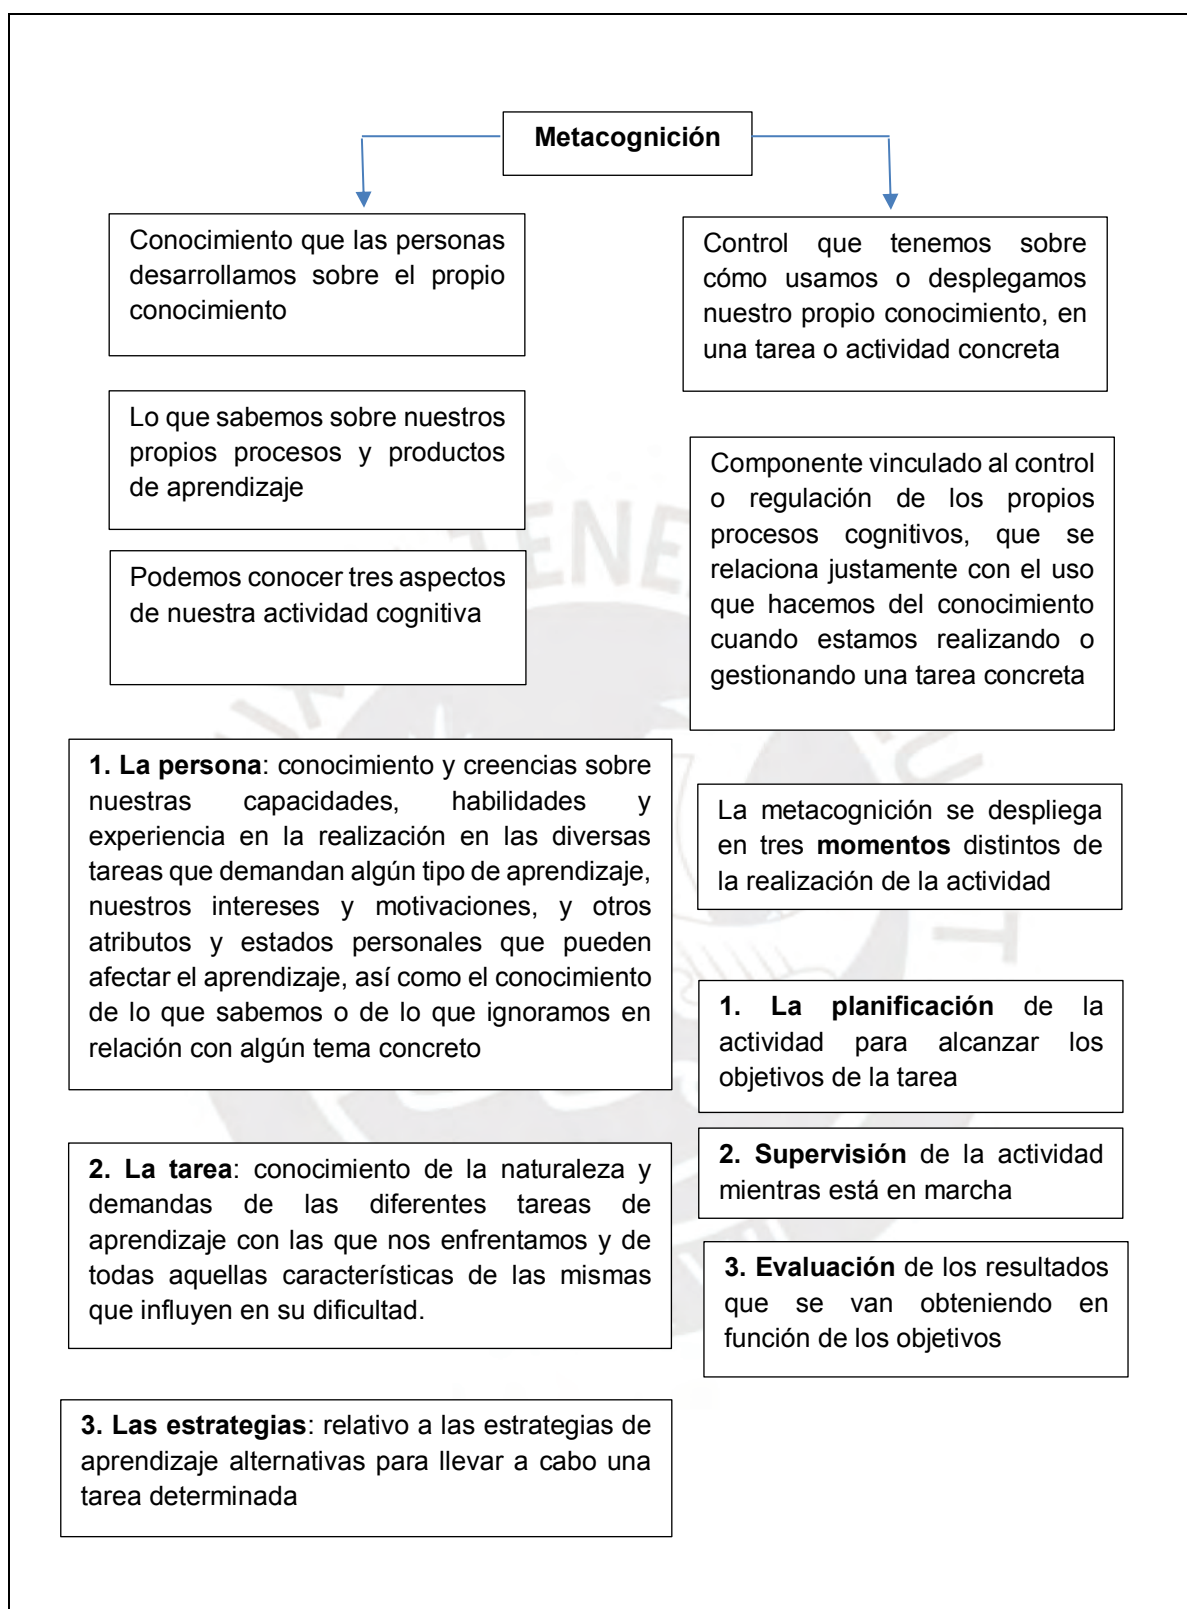 Metacognición
Conocimiento que las personas
desarrollamos sobre el propio
conocimiento
Lo que sabemos sobre nuestros
propios procesos y productos
de aprendizaje
Podemos conocer tres aspectos
de nuestra actividad cognitiva
1. La persona: conocimiento y creencias sobre
nuestras capacidades, habilidades y
experiencia en la realización en las diversas
tareas que demandan algún tipo de aprendizaje,
nuestros intereses y motivaciones, y otros
atributos y estados personales que pueden
afectar el aprendizaje, así como el conocimiento
de lo que sabemos o de lo que ignoramos en
relación con algún tema concreto
2. La tarea: conocimiento de la naturaleza y
demandas de las diferentes tareas de
aprendizaje con las que nos enfrentamos y de
todas aquellas características de las mismas
que influyen en su dificultad.
3. Las estrategias: relativo a las estrategias de
aprendizaje alternativas para llevar a cabo una
tarea determinada
Control que tenemos sobre
cómo usamos o desplegamos
nuestro propio conocimiento, en
una tarea o actividad concreta
Componente vinculado al control
o regulación de los propios
procesos cognitivos, que se
relaciona justamente con el uso
que hacemos del conocimiento
cuando estamos realizando o
gestionando una tarea concreta
La metacognición se despliega
en tres momentos distintos de
la realización de la actividad
1. La planificación de la
actividad para alcanzar los
objetivos de la tarea
2. Supervisión de la actividad
mientras está en marcha
3. Evaluación de los resultados
que se van obteniendo en
función de los objetivos